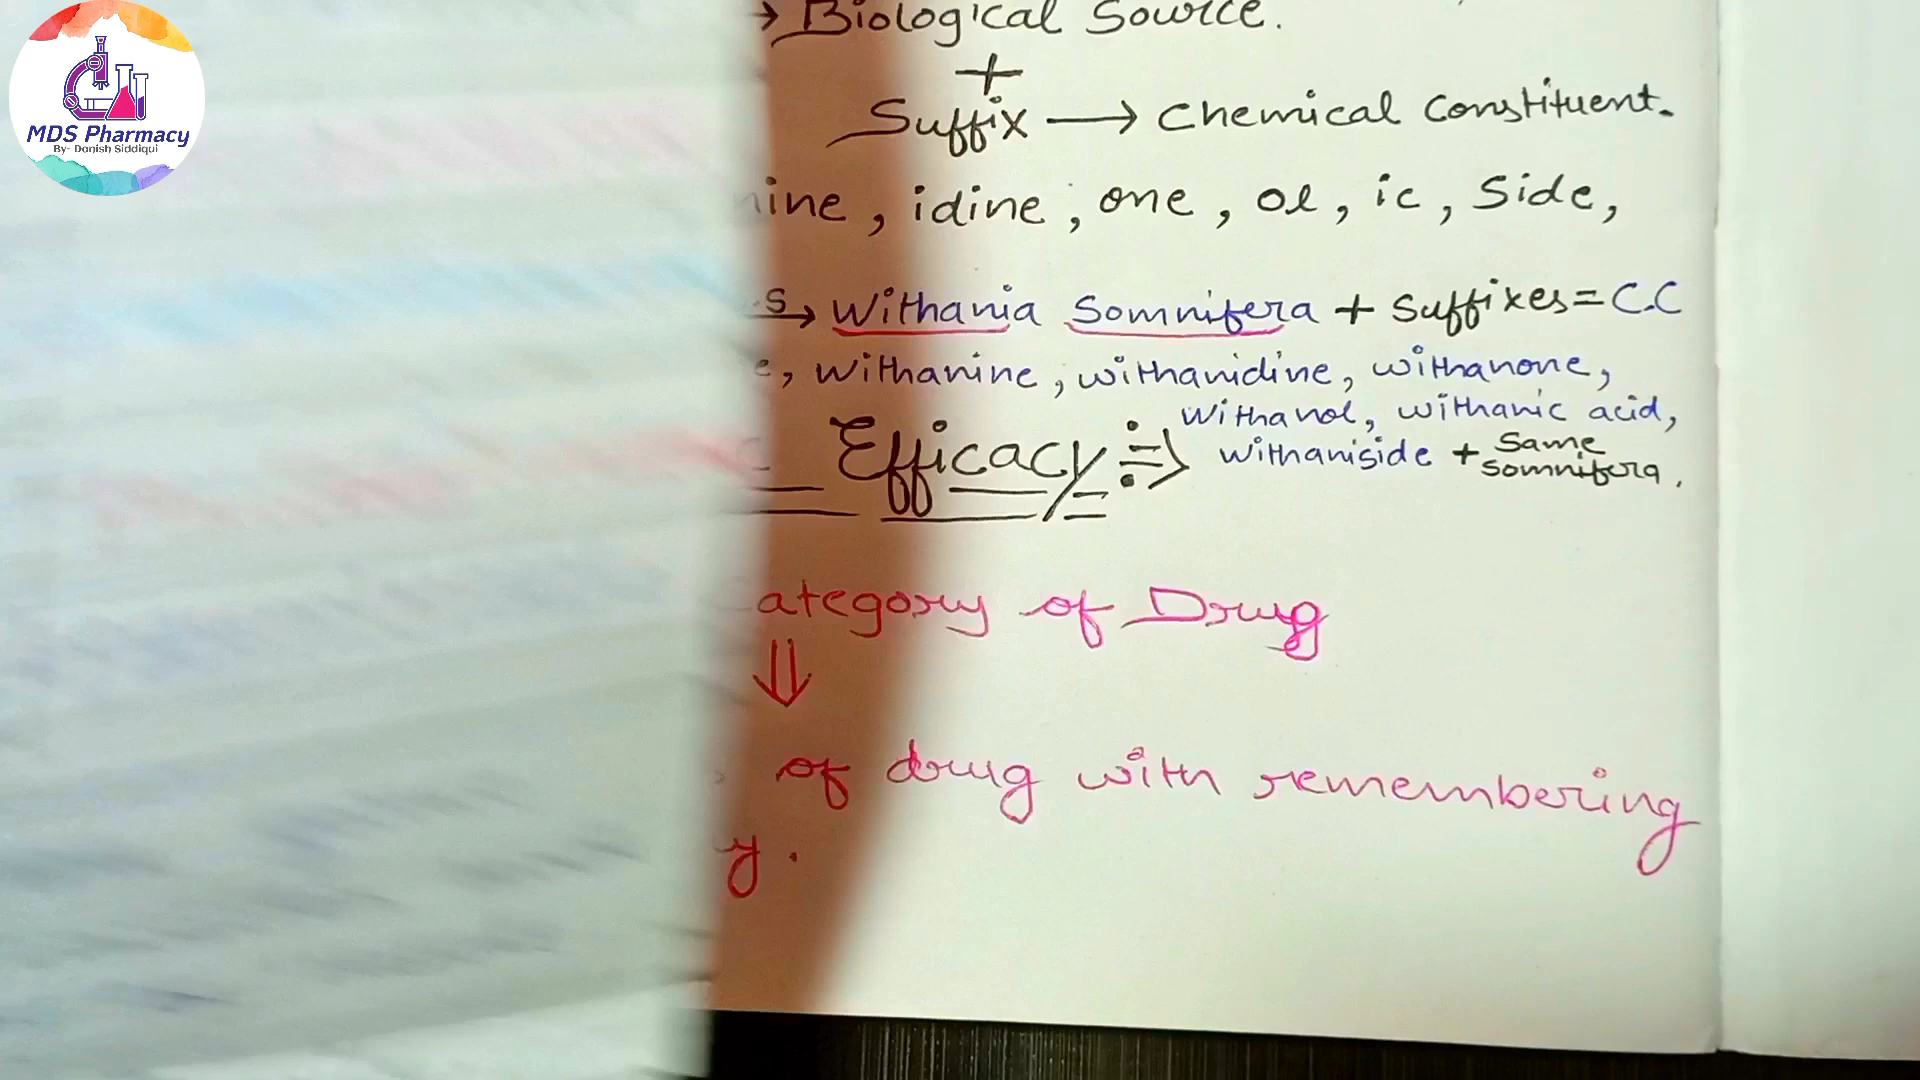 MDS Pharmacy
By- Danish Siddiqui
→ Biological Source.
+
Suffix → Chemical Constituent.
nine, idine, one, ol, ic, Side,
s → Withania Somnifera + Suffixes = C.C
e, withanine, withanidine, withanone,
withanol, withanic acid,
Efficacy ÷> withaniside + Same somnifera.
ategory of Drug
⇓
of drug with remembering
y.